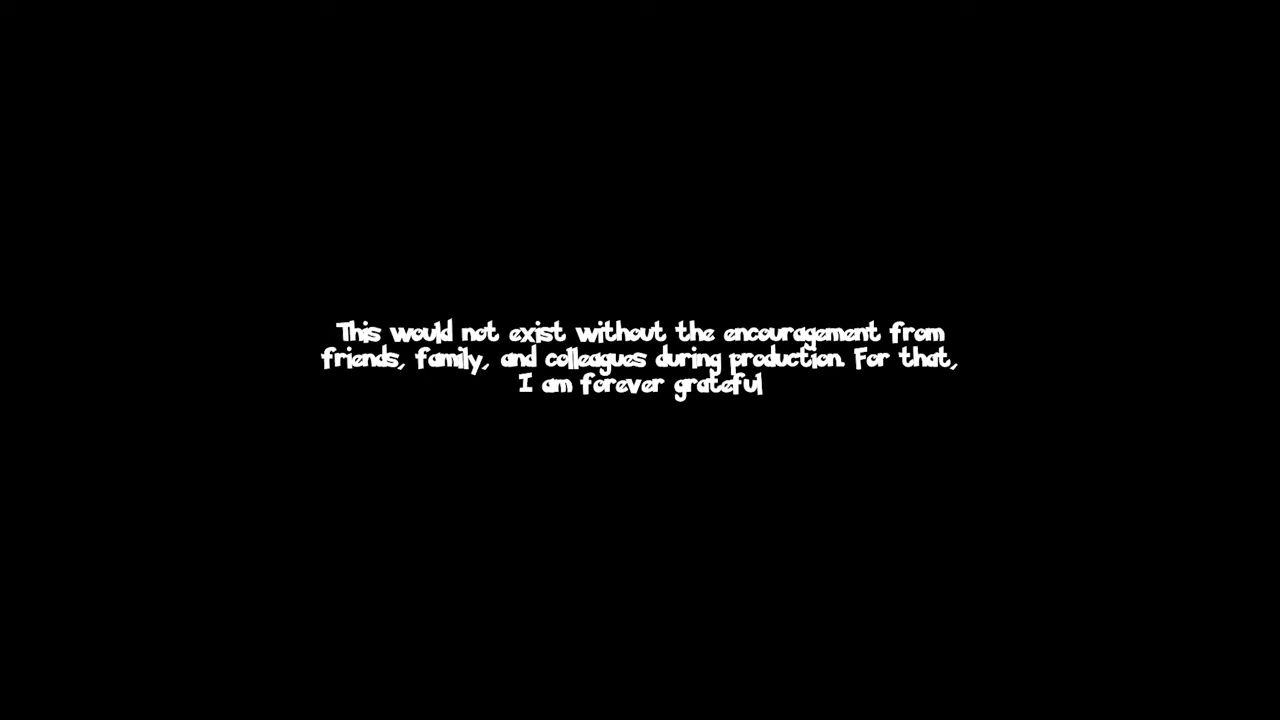 This would not exist without the encouragement from
friends, family, and colleagues during production. For that,
I am forever grateful